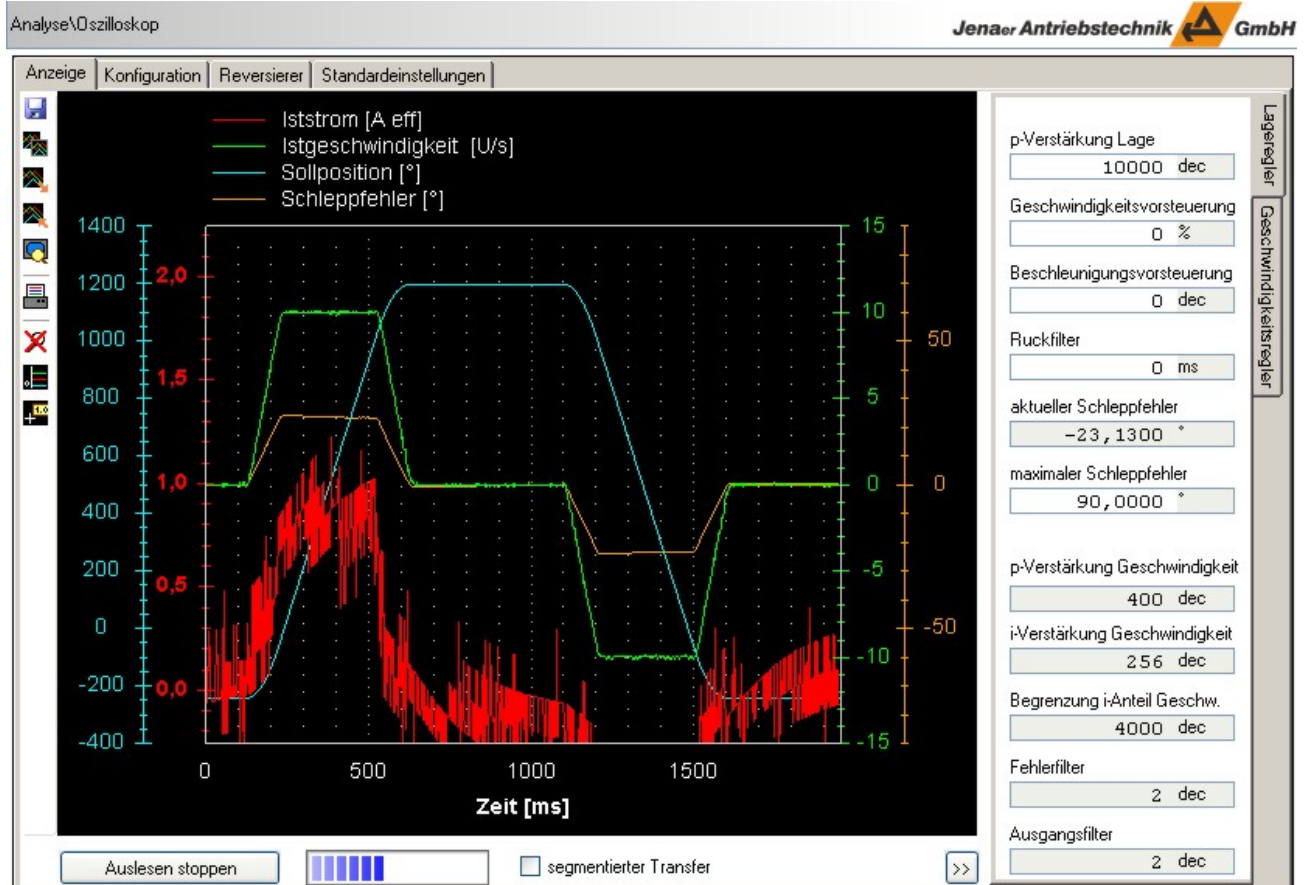 Analyse\Oszilloskop
Jenaer Antriebstechnik GmbH
Anzeige Konfiguration Reversierer Standardeinstellungen
Iststrom [A eff]
Istgeschwindigkeit [U/s]
Sollposition [°]
Schleppfehler [°]
1400
1200
1000
800
600
400
200
0
-200
-400
2,0
1,5
1,0
0,5
0,0
15
10
5
0
-5
-10
-15
50
0
-50
0 500 1000 1500
Zeit [ms]
Lageregler
Geschwindigkeitsregler
p-Verstärkung Lage
10000 dec
Geschwindigkeitsvorsteuerung
0 %
Beschleunigungsvorsteuerung
0 dec
Ruckfilter
0 ms
aktueller Schleppfehler
-23,1300 °
maximaler Schleppfehler
90,0000 °
p-Verstärkung Geschwindigkeit
400 dec
i-Verstärkung Geschwindigkeit
256 dec
Begrenzung i-Anteil Geschw.
4000 dec
Fehlerfilter
2 dec
Ausgangsfilter
2 dec
Auslesen stoppen
segmentierter Transfer
>>